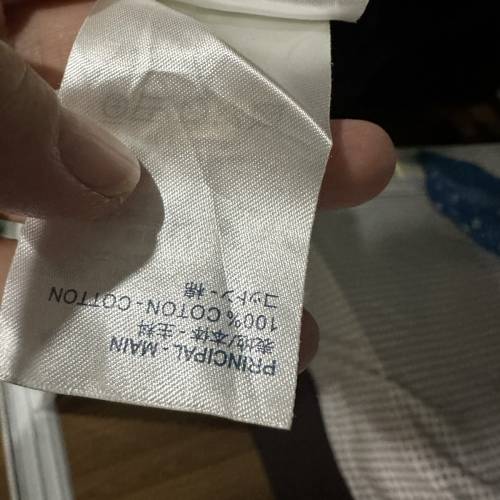 PRINCIPAL - MAIN
表地/本体 - 主料
100% COTON - COTTON
コットン - 棉